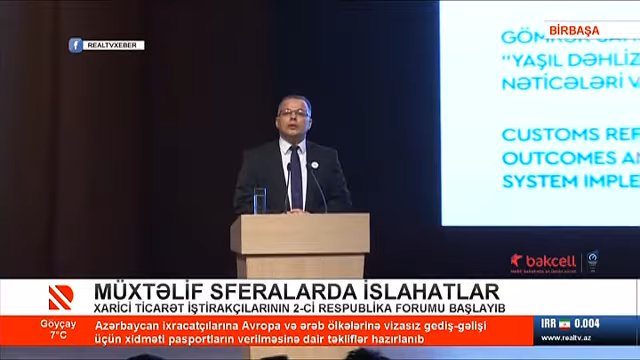 REALTVXEBER
BİRBAŞA
GÖMRÜK
"YAŞIL DƏHLİZ
NƏTİCƏLƏRİ V
CUSTOMS REF
OUTCOMES AN
SYSTEM IMPLE
bakcell
MÜXTƏLİF SFERALARDA İSLAHATLAR
XARİCİ TİCARƏT İŞTİRAKÇILARININ 2-Cİ RESPUBLIKA FORUMU BAŞLAYIB
Göyçay
7°C
Azərbaycan ixracatçılarına Avropa və ərəb ölkələrinə vizasız gediş-gəlişi
üçün xidməti pasportların verilməsinə dair təkliflər hazırlanıb
IRR 0.004
www.realtv.az